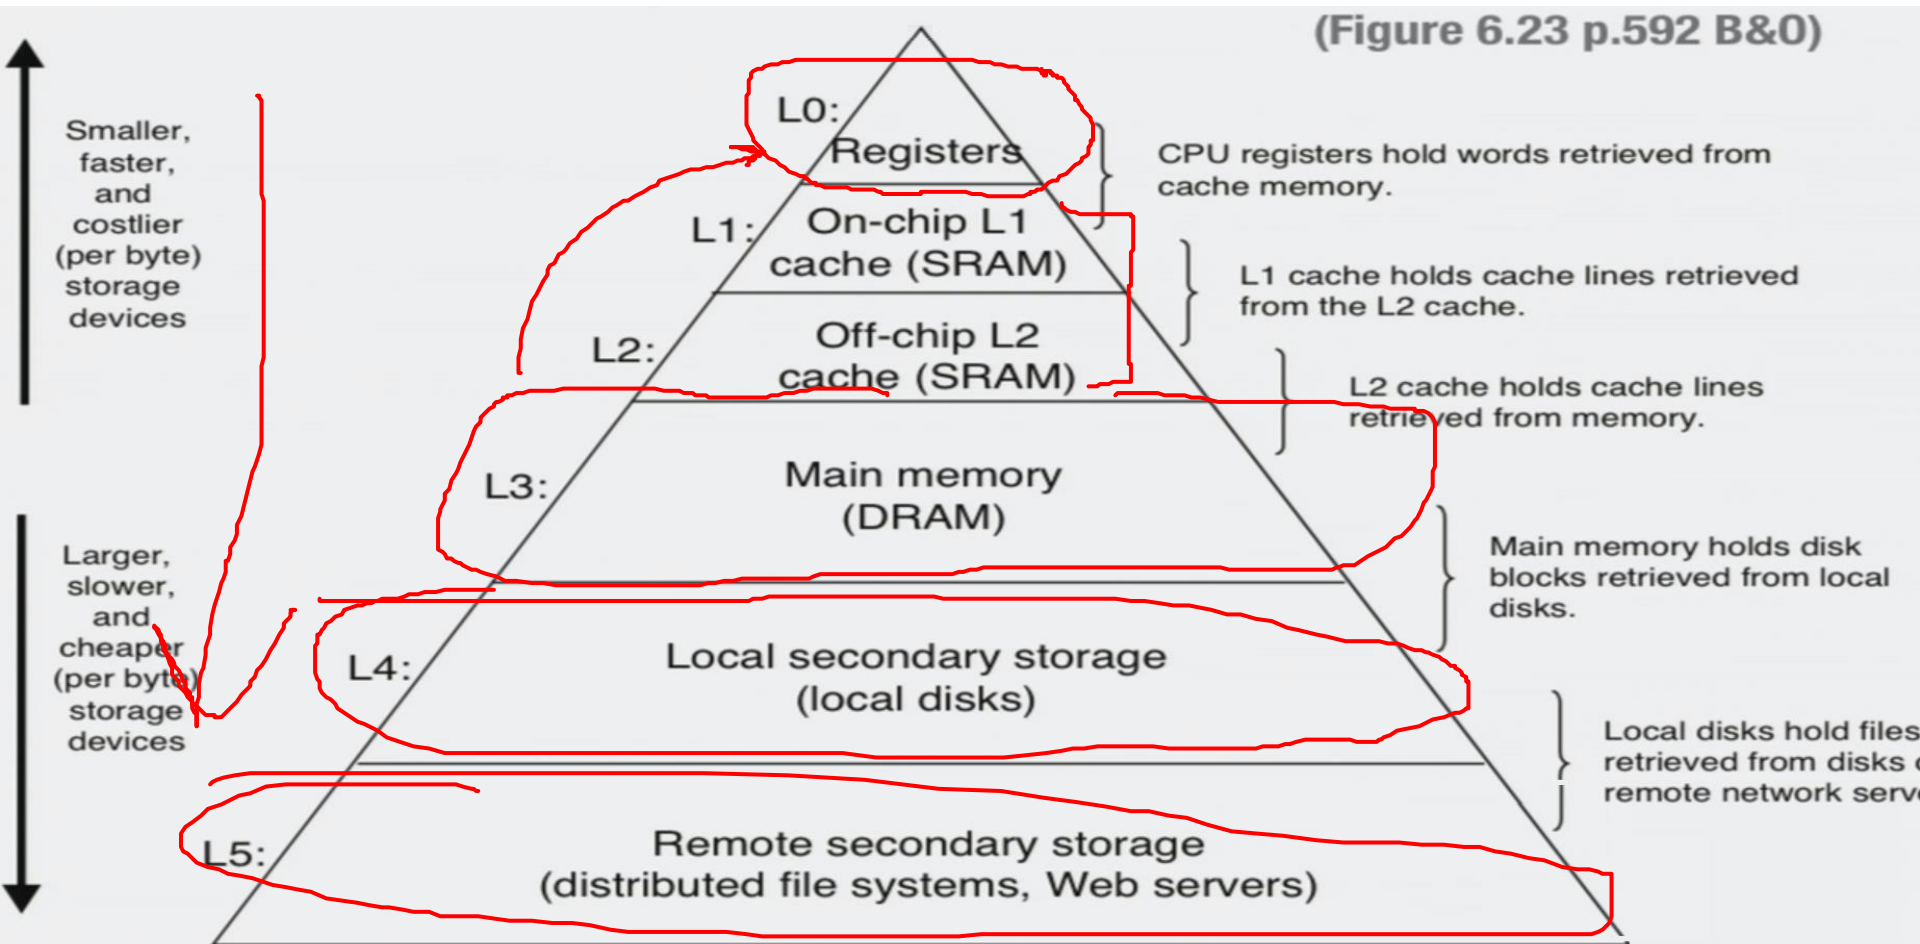 (Figure 6.23 p.592 B&O)
Smaller,
faster,
and
costlier
(per byte)
storage
devices
Larger,
slower,
and
cheaper
(per byte)
storage
devices
L0:
Registers
L1:
On-chip L1
cache (SRAM)
L2:
Off-chip L2
cache (SRAM)
L3:
Main memory
(DRAM)
L4:
Local secondary storage
(local disks)
L5:
Remote secondary storage
(distributed file systems, Web servers)
CPU registers hold words retrieved from
cache memory.
L1 cache holds cache lines retrieved
from the L2 cache.
L2 cache holds cache lines
retrieved from memory.
Main memory holds disk
blocks retrieved from local
disks.
Local disks hold files
retrieved from disks
remote network